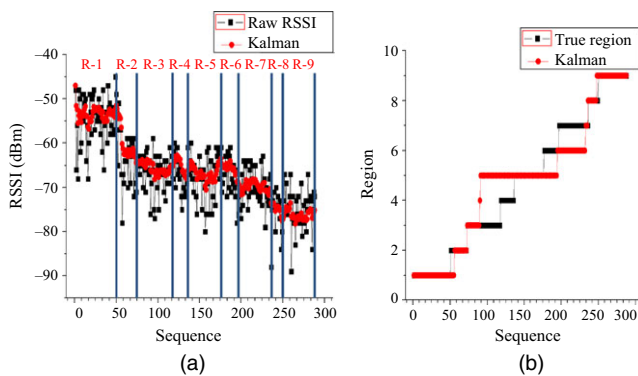 Raw RSSI
Kalman
R-1 R-2 R-3 R-4 R-5 R-6 R-7 R-8 R-9
−40
−50
−60
−70
−80
−90
RSSI (dBm)
0 50 100 150 200 250 300
Sequence
(a)
True region
Kalman
10
8
6
4
2
0
Region
0 50 100 150 200 250 300
Sequence
(b)